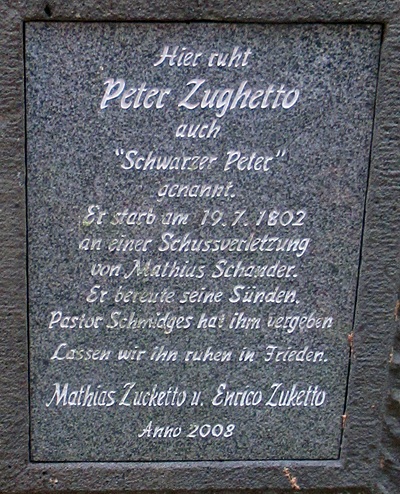 Hier ruht
Peter Zughetto
auch
"Schwarzer Peter"
genannt.
Er starb am 19.7.1802
an einer Schussverletzung
von Mathius Schander.
Er bereute seine Sünden.
Pastor Schmidges hat ihm vergeben
Lassen wir ihn ruhen in Frieden.
Mathias Zucketto u. Enrico Zuketto
Anno 2008